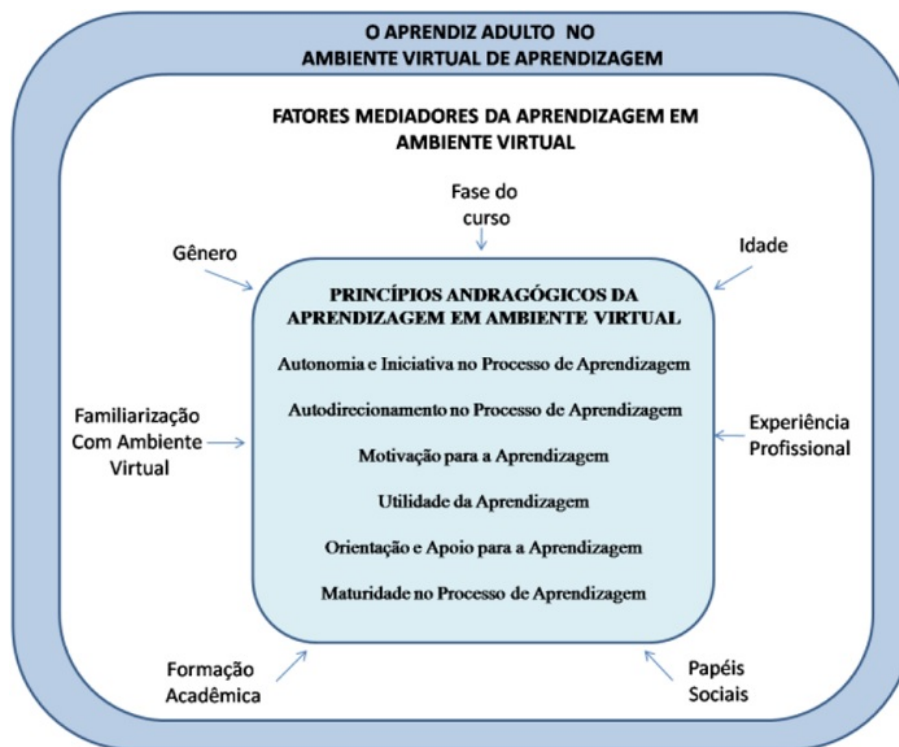 O APRENDIZ ADULTO NO
AMBIENTE VIRTUAL DE APRENDIZAGEM
FATORES MEDIADORES DA APRENDIZAGEM EM
AMBIENTE VIRTUAL
Fase do
curso
Gênero
Idade
PRINCÍPIOS ANDRAGÓGICOS DA
APRENDIZAGEM EM AMBIENTE VIRTUAL
Autonomia e Iniciativa no Processo de Aprendizagem
Autodirecionamento no Processo de Aprendizagem
Motivação para a Aprendizagem
Utilidade da Aprendizagem
Orientação e Apoio para a Aprendizagem
Maturidade no Processo de Aprendizagem
Familiarização
Com Ambiente
Virtual
Experiência
Profissional
Formação
Acadêmica
Papéis
Sociais